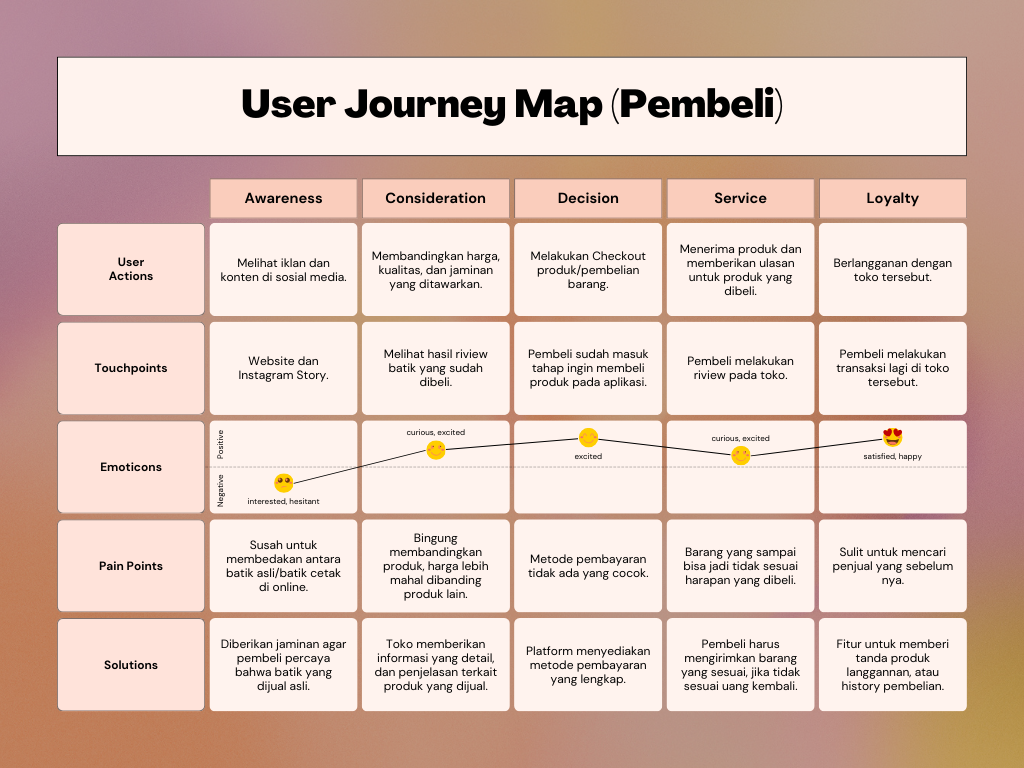 User Journey Map (Pembeli)
Awareness
Consideration
Decision
Service
Loyalty
User
Actions
Melihat iklan dan
konten di sosial media.
Membandingkan harga,
kualitas, dan jaminan
yang ditawarkan.
Melakukan Checkout
produk/pembelian
barang.
Menerima produk dan
memberikan ulasan
untuk produk yang
dibeli.
Berlangganan dengan
toko tersebut.
Touchpoints
Website dan
Instagram Story.
Melihat hasil riview
batik yang sudah
dibeli.
Pembeli sudah masuk
tahap ingin membeli
produk pada aplikasi.
Pembeli melakukan
riview pada toko.
Pembeli melakukan
transaksi lagi di toko
tersebut.
Emoticons
Positive
Negative
interested, hesitant
curious, excited
excited
curious, excited
satisfied, happy
Pain Points
Susah untuk
membedakan antara
batik asli/batik cetak
di online.
Bingung
membandingkan
produk, harga lebih
mahal dibanding
produk lain.
Metode pembayaran
tidak ada yang cocok.
Barang yang sampai
bisa jadi tidak sesuai
harapan yang dibeli.
Sulit untuk mencari
penjual yang sebelum
nya.
Solutions
Diberikan jaminan agar
pembeli percaya
bahwa batik yang
dijual asli.
Toko memberikan
informasi yang detail,
dan penjelasan terkait
produk yang dijual.
Platform menyediakan
metode pembayaran
yang lengkap.
Pembeli harus
mengirimkan barang
yang sesuai, jika tidak
sesuai uang kembali.
Fitur untuk memberi
tanda produk
langgannan, atau
history pembelian.